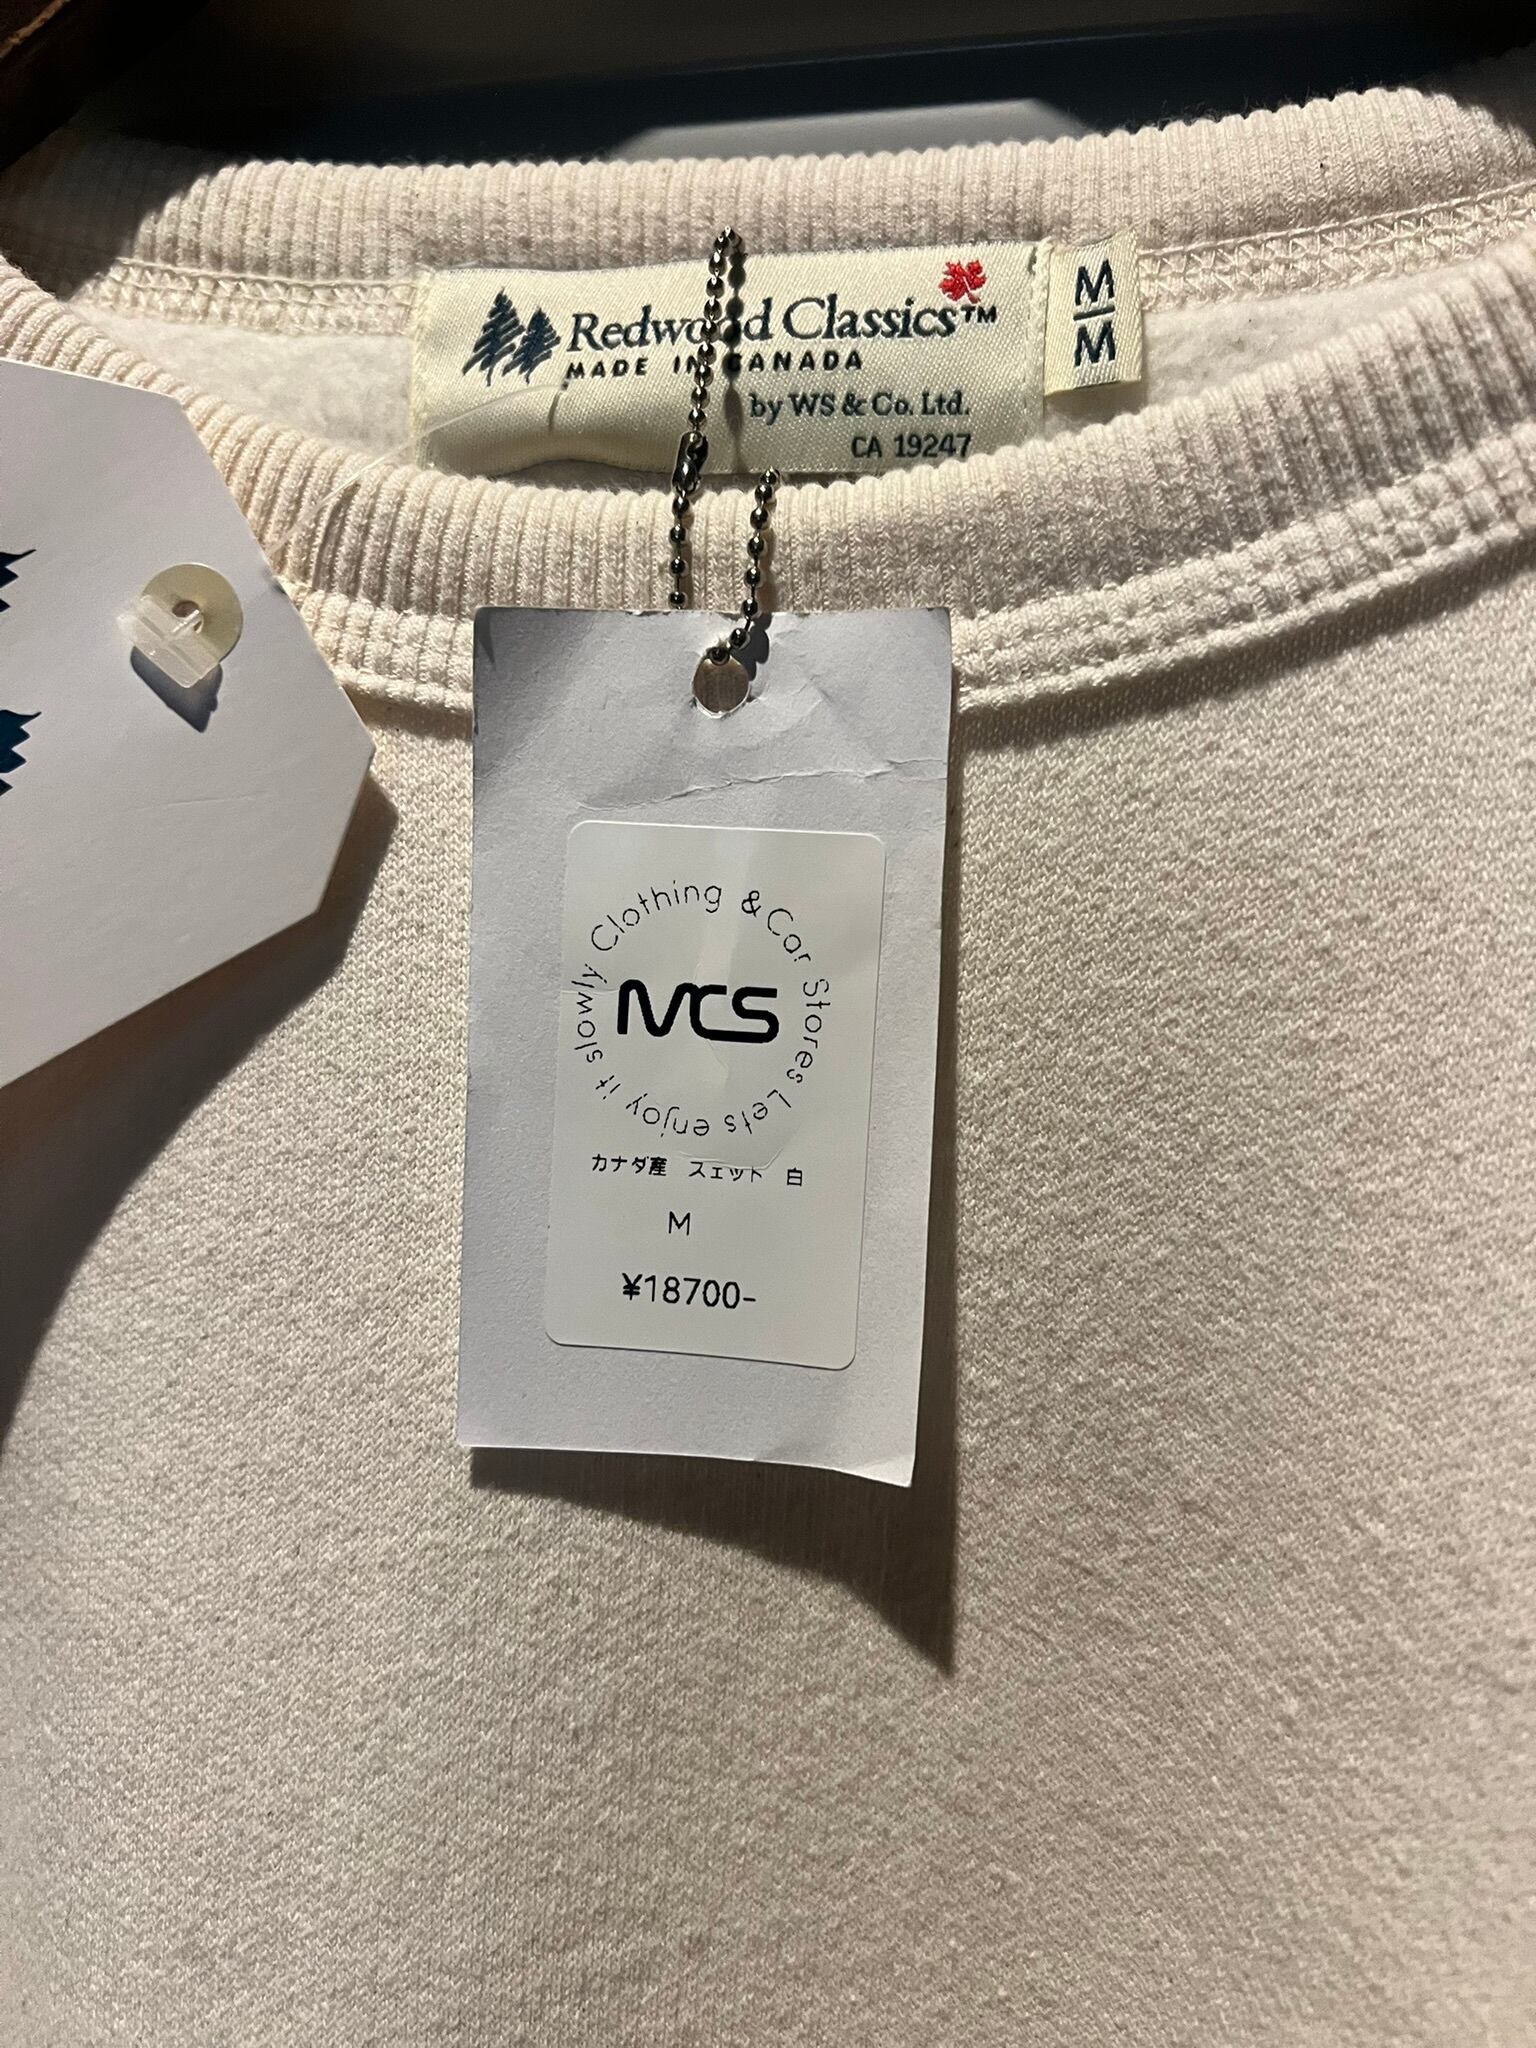 Redwood Classics™
MADE IN CANADA
by WS & Co. Ltd.
CA 19247
M
M
Clothing & Car Stores Lets enjoy it slowly
MCS
カナダ産 スエット 白
M
¥18700-